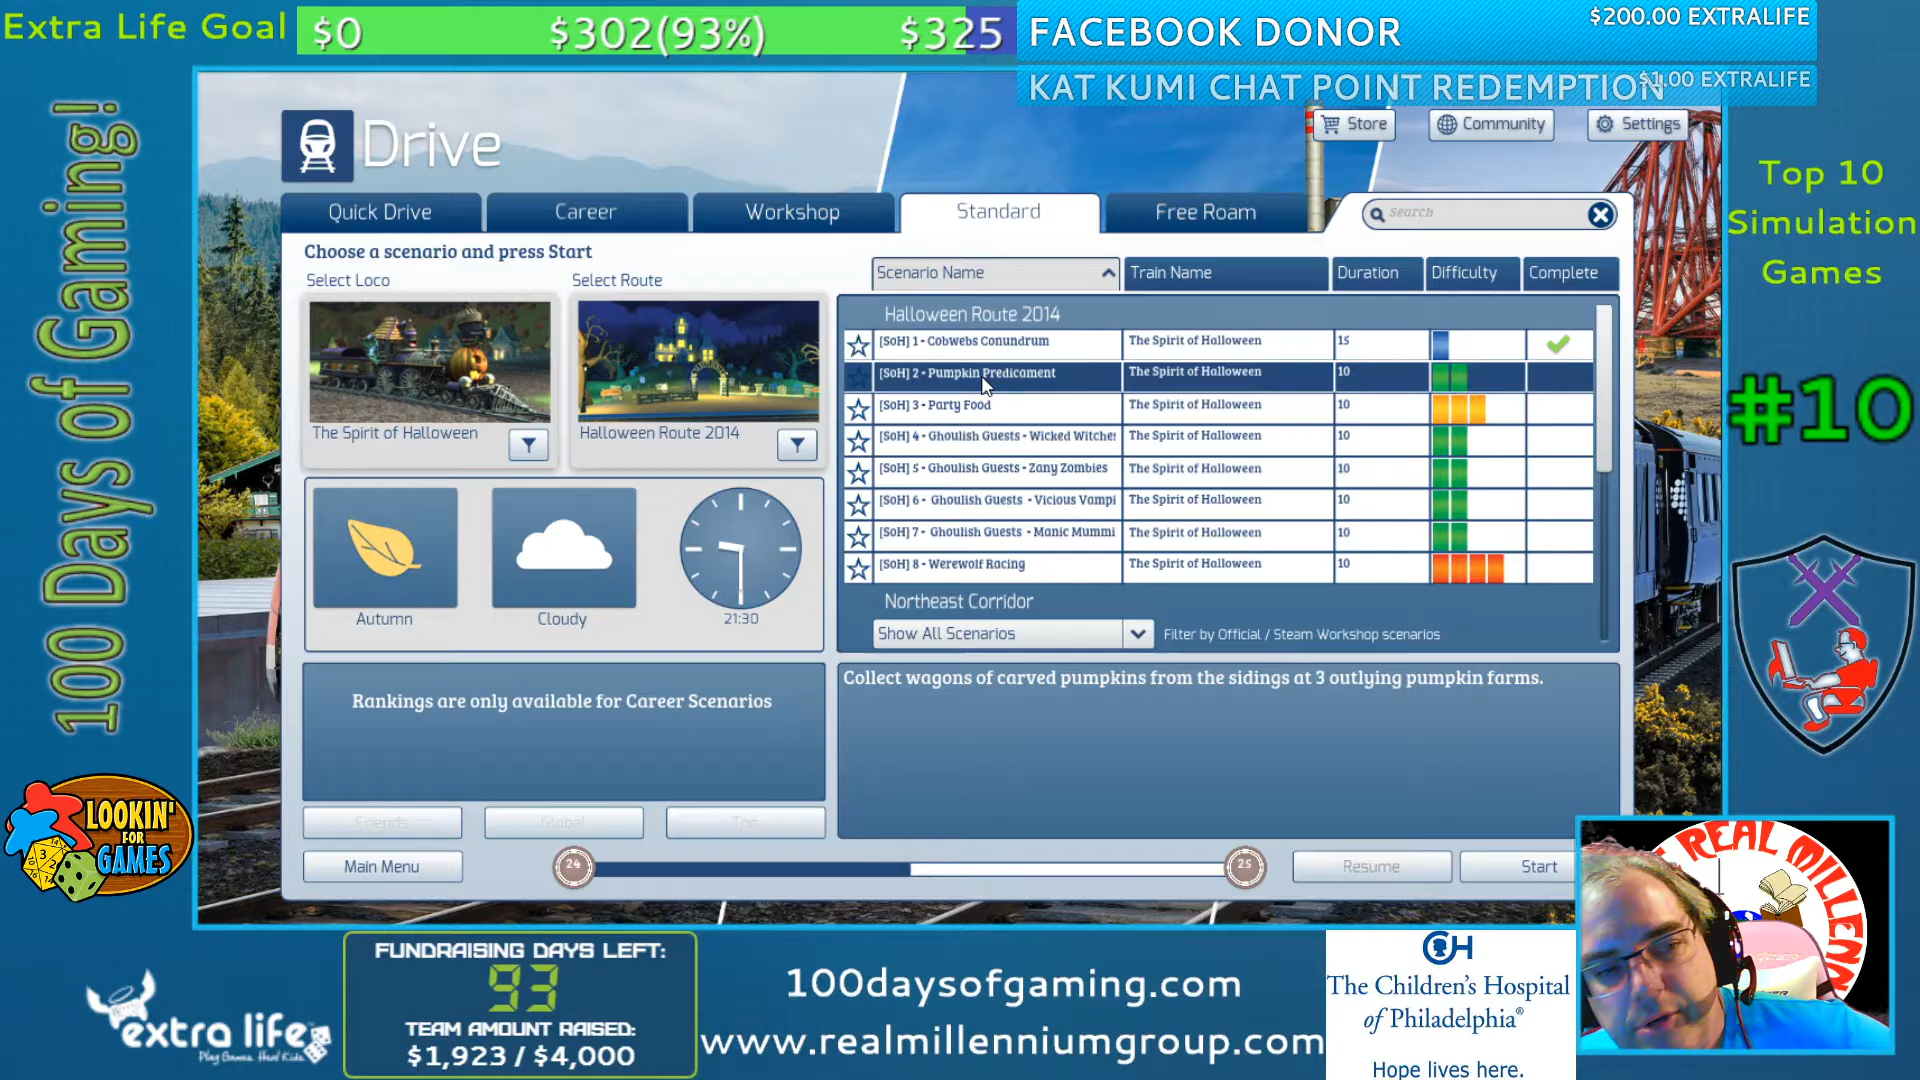 Extra Life Goal
$0
$302(93%)
$325
FACEBOOK DONOR
$200.00 EXTRALIFE
KAT KUMI CHAT POINT REDEMPTION
$1.00 EXTRALIFE
100 Days of Gaming!
Drive
Store
Community
Settings
Quick Drive
Career
Workshop
Standard
Free Roam
Search
Choose a scenario and press Start
Select Loco
Select Route
The Spirit of Halloween
Halloween Route 2014
Autumn
Cloudy
21:30
Scenario Name
Train Name
Duration
Difficulty
Complete
Halloween Route 2014
[SoH] 1 - Cobwebs Conundrum The Spirit of Halloween 15
[SoH] 2 - Pumpkin Predicament The Spirit of Halloween 10
[SoH] 3 - Party Food The Spirit of Halloween 10
[SoH] 4 - Ghoulish Guests - Wicked Witches The Spirit of Halloween 10
[SoH] 5 - Ghoulish Guests - Zany Zombies The Spirit of Halloween 10
[SoH] 6 - Ghoulish Guests - Vicious Vampi The Spirit of Halloween 10
[SoH] 7 - Ghoulish Guests - Manic Mummi The Spirit of Halloween 10
[SoH] 8 - Werewolf Racing The Spirit of Halloween 10
Northeast Corridor
Show All Scenarios
Filter by Official / Steam Workshop scenarios
Rankings are only available for Career Scenarios
Collect wagons of carved pumpkins from the sidings at 3 outlying pumpkin farms.
Friends
Global
Top
Main Menu
24
25
Resume
Start
Top 10
Simulation
Games
#10
LOOKIN'
FOR
GAMES
extra life
Play Games. Heal Kids.
FUNDRAISING DAYS LEFT:
93
TEAM AMOUNT RAISED:
$1,923 / $4,000
100daysofgaming.com
www.realmillenniumgroup.com
CH
The Children's Hospital
of Philadelphia®
Hope lives here.
REAL MILLENN